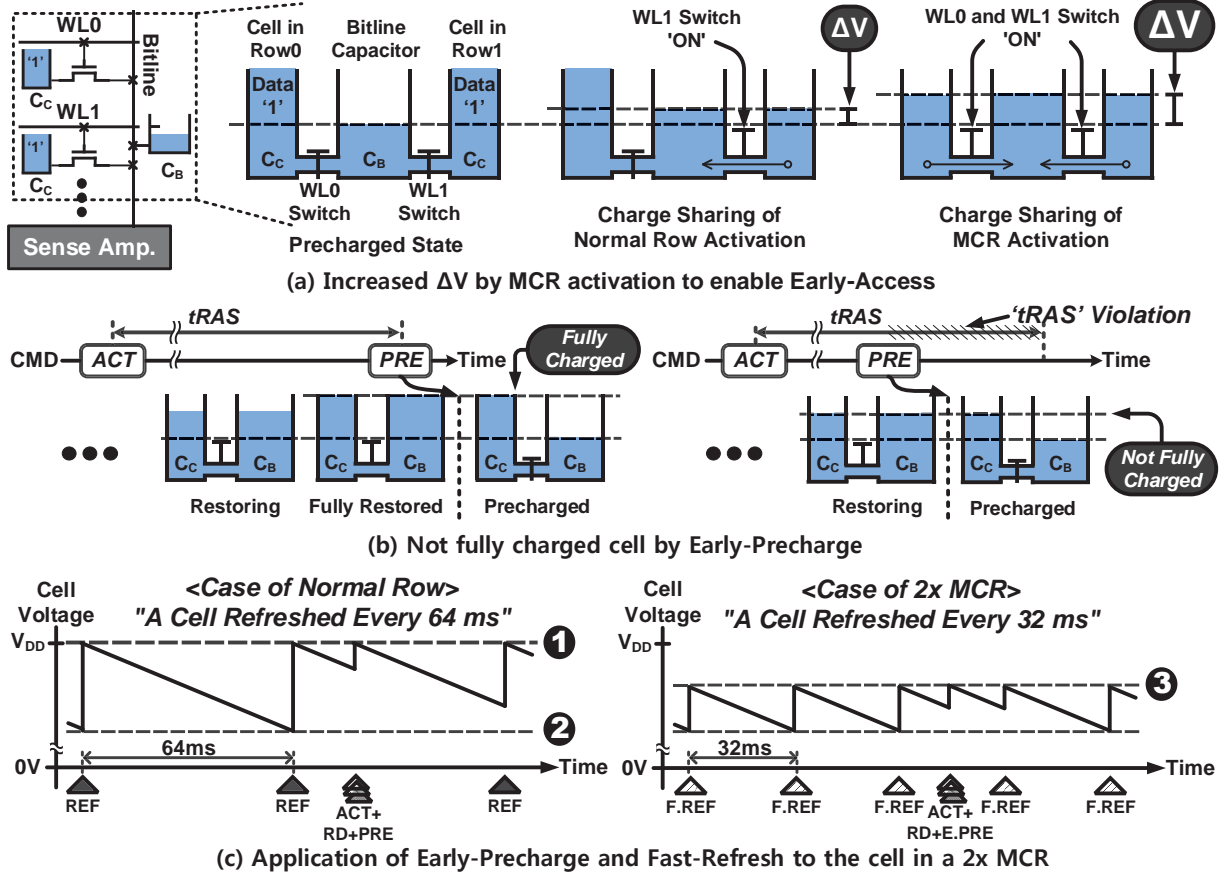 WL0
Bitline
'1'
CC
WL1
'1'
CC
CB
Sense Amp.
Cell in Row0
Bitline Capacitor
Cell in Row1
Data '1'
Data '1'
CC
CB
CC
WL0 Switch
WL1 Switch
Precharged State
WL1 Switch 'ON'
ΔV
Charge Sharing of
Normal Row Activation
WL0 and WL1 Switch 'ON'
ΔV
Charge Sharing of
MCR Activation
(a) Increased ΔV by MCR activation to enable Early-Access
tRAS
CMD
ACT
PRE
Time
Fully Charged
CC
CB
CC
CB
CC
CB
Restoring
Fully Restored
Precharged
tRAS
'tRAS' Violation
CMD
ACT
PRE
Time
CC
CB
CC
CB
Not Fully Charged
Restoring
Precharged
(b) Not fully charged cell by Early-Precharge
Cell Voltage
<Case of Normal Row>
"A Cell Refreshed Every 64 ms"
VDD
1
2
64ms
0V
Time
REF
REF
ACT+
RD+PRE
REF
Cell Voltage
<Case of 2x MCR>
"A Cell Refreshed Every 32 ms"
VDD
3
32ms
0V
Time
F.REF
F.REF
F.REF
ACT+
RD+E.PRE
F.REF
F.REF
(c) Application of Early-Precharge and Fast-Refresh to the cell in a 2x MCR